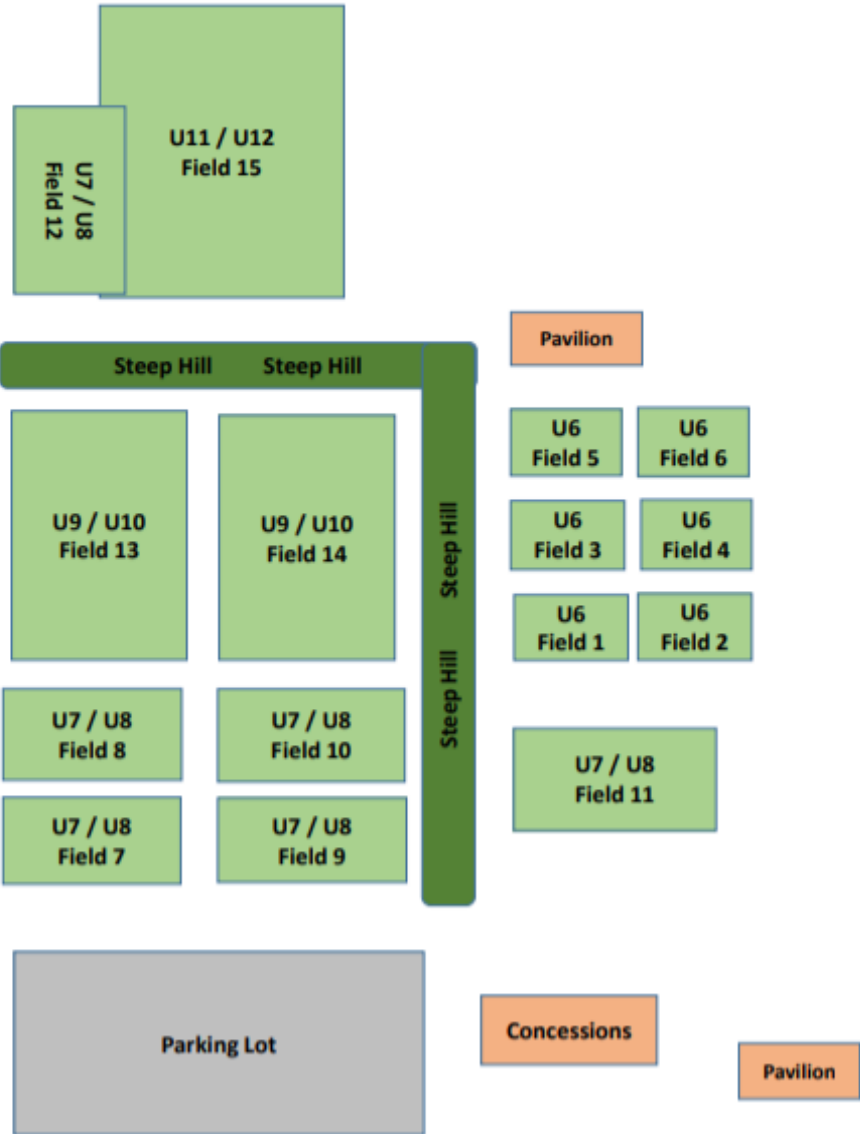 U11 / U12
Field 15
U7 / U8
Field 12
Pavilion
Steep Hill Steep Hill
U6
Field 5
U6
Field 6
U9 / U10
Field 13
U9 / U10
Field 14
Steep Hill
Steep Hill
U6
Field 3
U6
Field 4
U6
Field 1
U6
Field 2
U7 / U8
Field 8
U7 / U8
Field 10
U7 / U8
Field 11
U7 / U8
Field 7
U7 / U8
Field 9
Parking Lot
Concessions
Pavilion